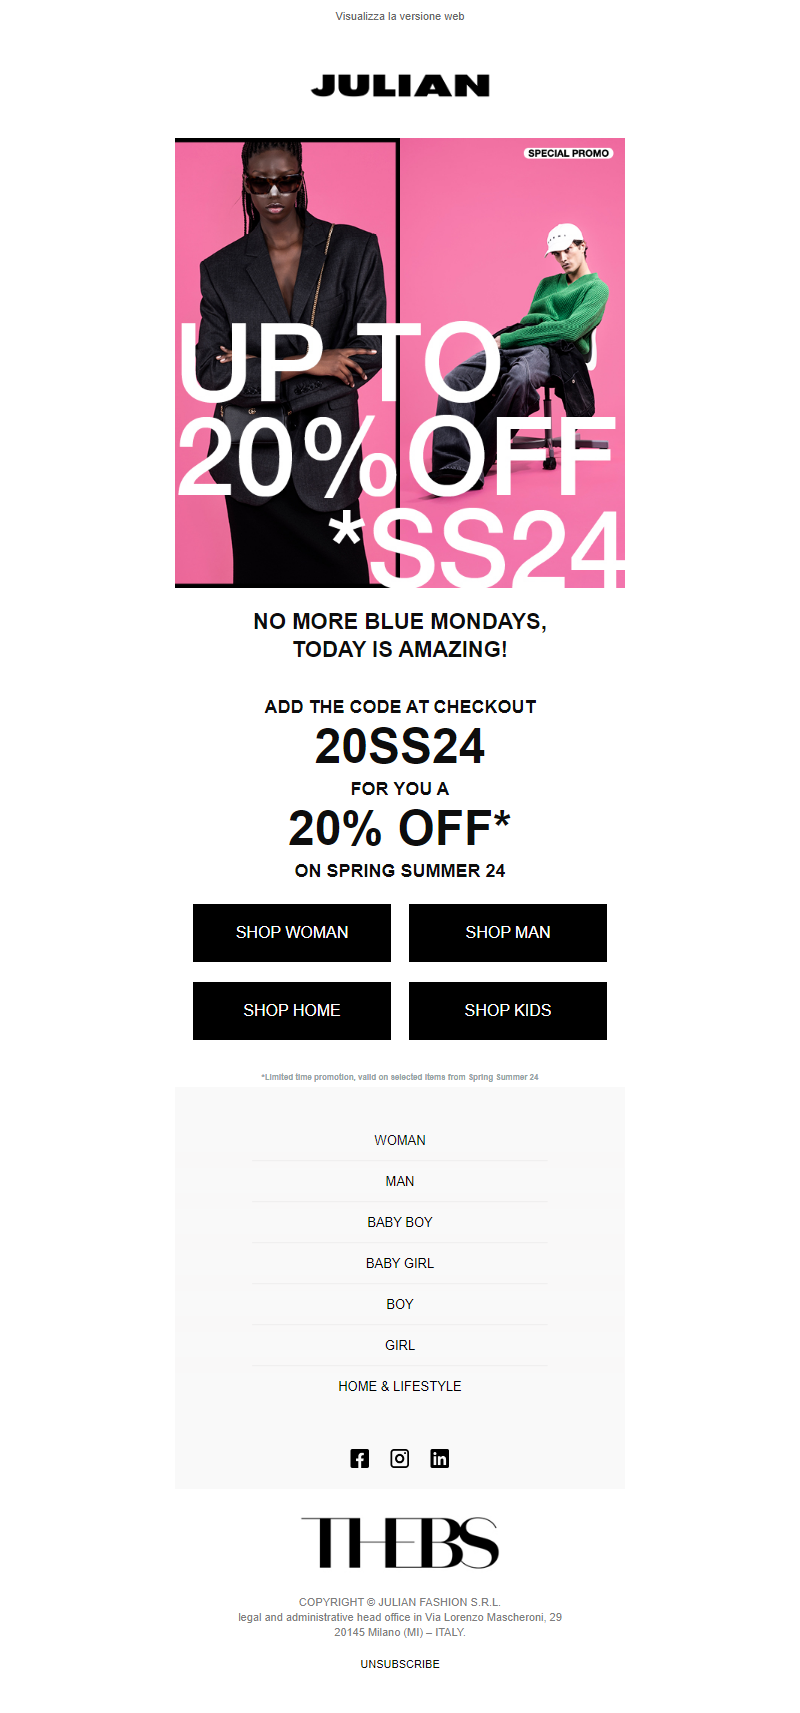 Visualizza la versione web
JULIAN
SPECIAL PROMO
UP TO
20%OFF
*SS24
NO MORE BLUE MONDAYS,
TODAY IS AMAZING!
ADD THE CODE AT CHECKOUT
20SS24
FOR YOU A
20% OFF*
ON SPRING SUMMER 24
SHOP WOMAN
SHOP MAN
SHOP HOME
SHOP KIDS
*Limited time promotion, valid on selected items from Spring Summer 24
WOMAN
MAN
BABY BOY
BABY GIRL
BOY
GIRL
HOME & LIFESTYLE
THEBS
COPYRIGHT © JULIAN FASHION S.R.L.
legal and administrative head office in Via Lorenzo Mascheroni, 29
20145 Milano (MI) – ITALY.
UNSUBSCRIBE